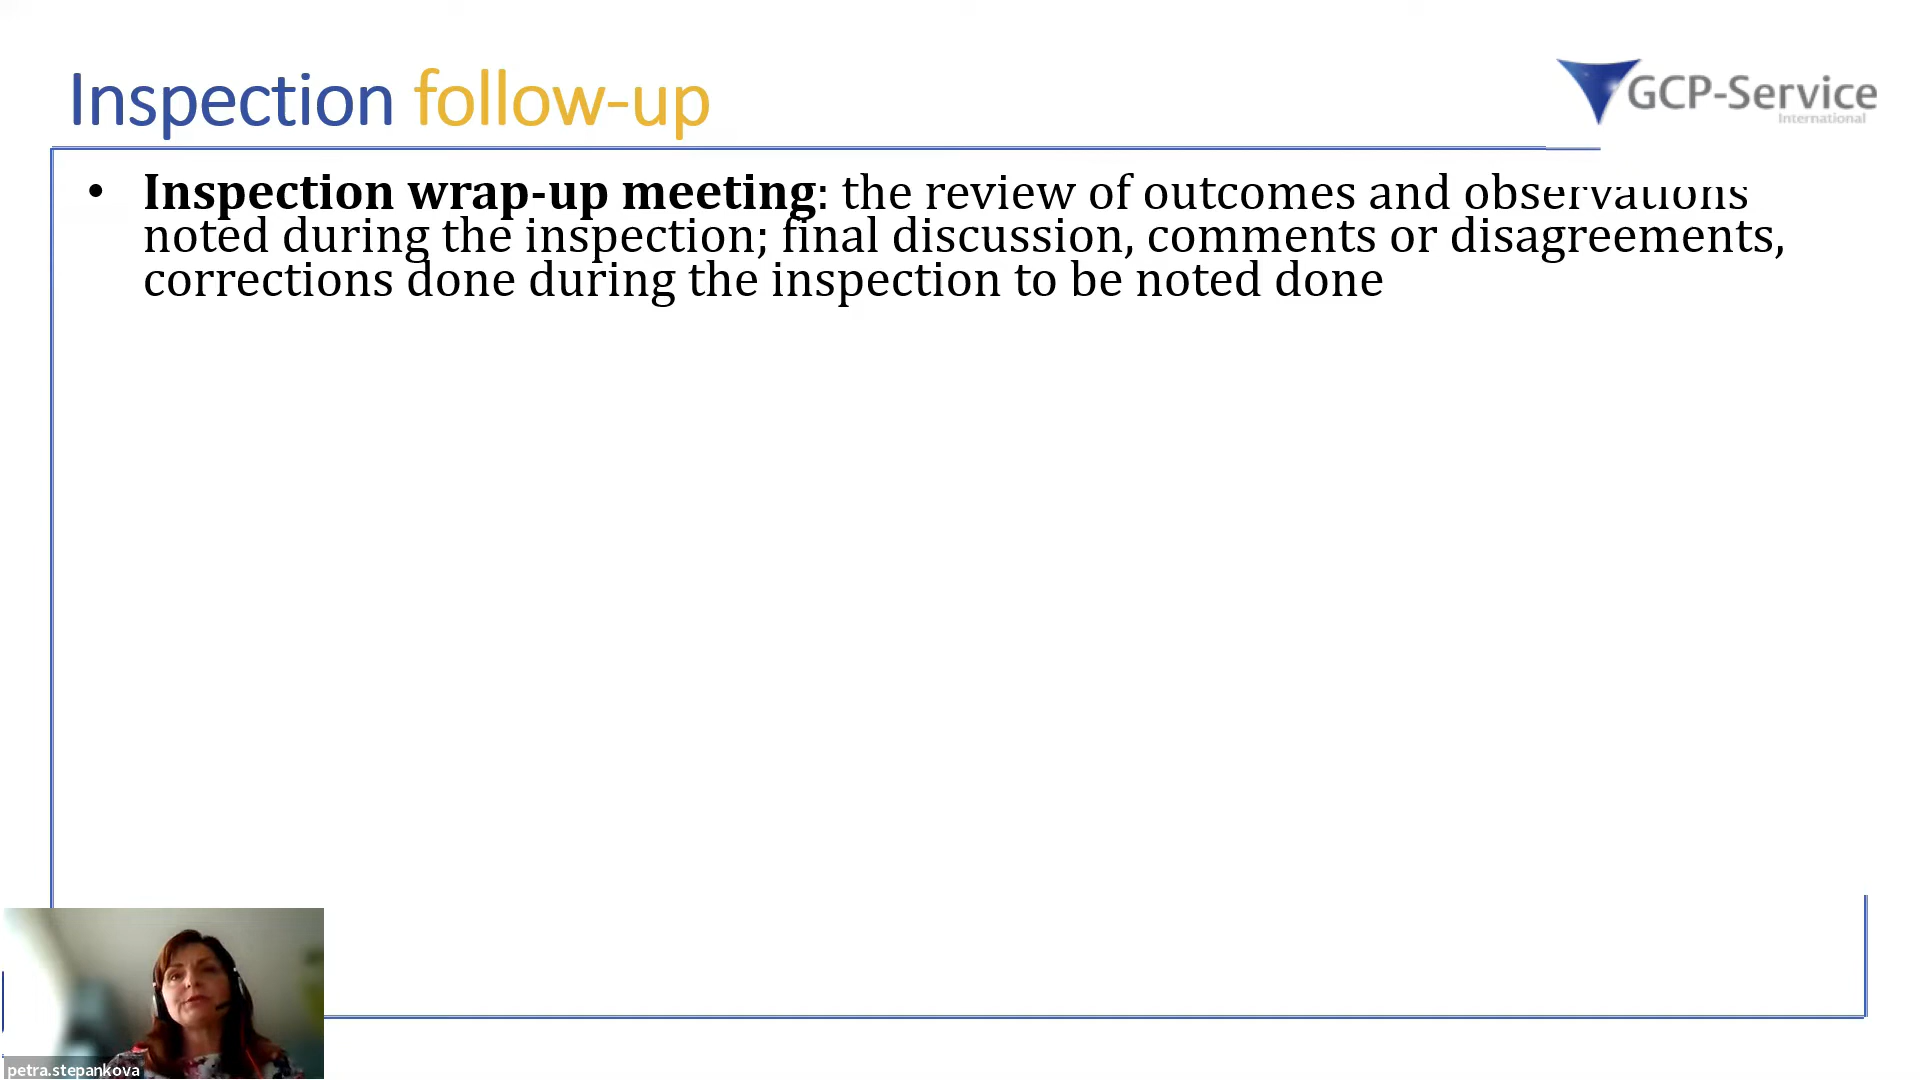 Inspection follow-up
GCP-Service
International
• Inspection wrap-up meeting: the review of outcomes and observations
noted during the inspection; final discussion, comments or disagreements,
corrections done during the inspection to be noted done
petra.stepankova